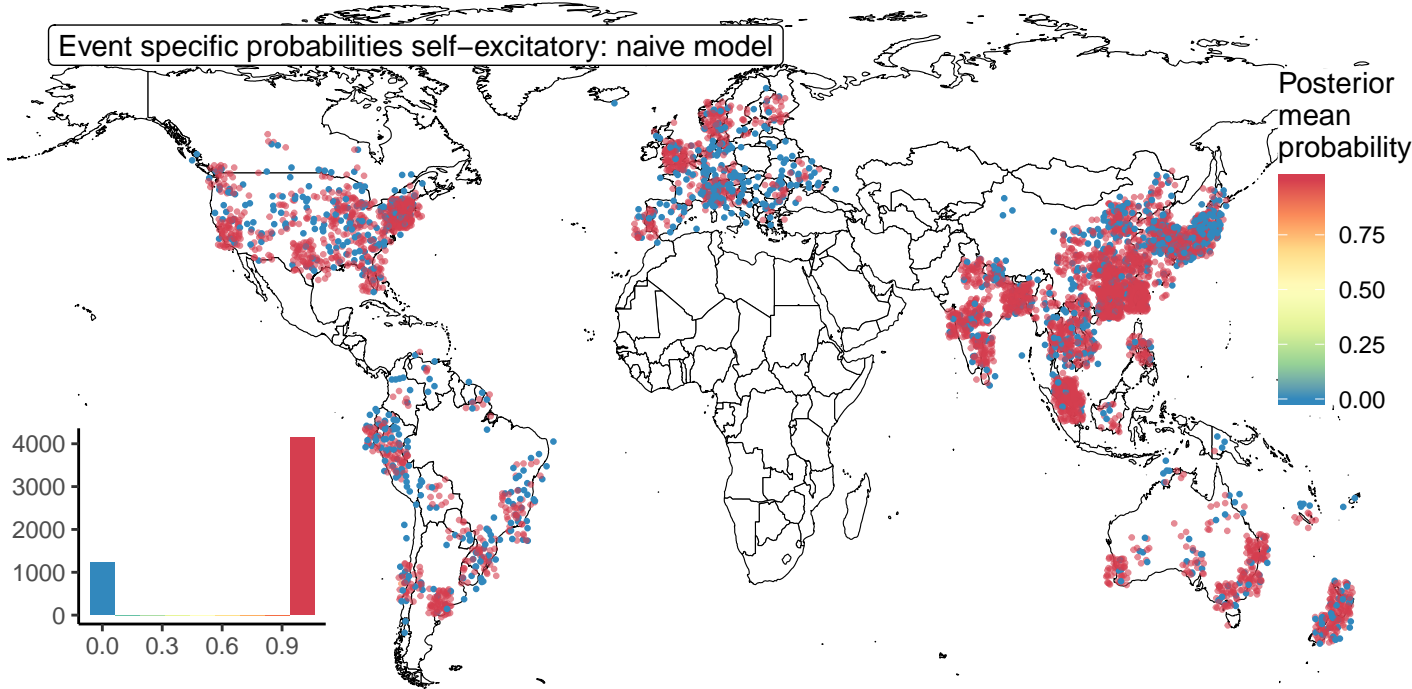 Event specific probabilities self−excitatory: naive model
Posterior
mean
probability
0.75
0.50
0.25
0.00
4000
3000
2000
1000
0
0.0 0.3 0.6 0.9